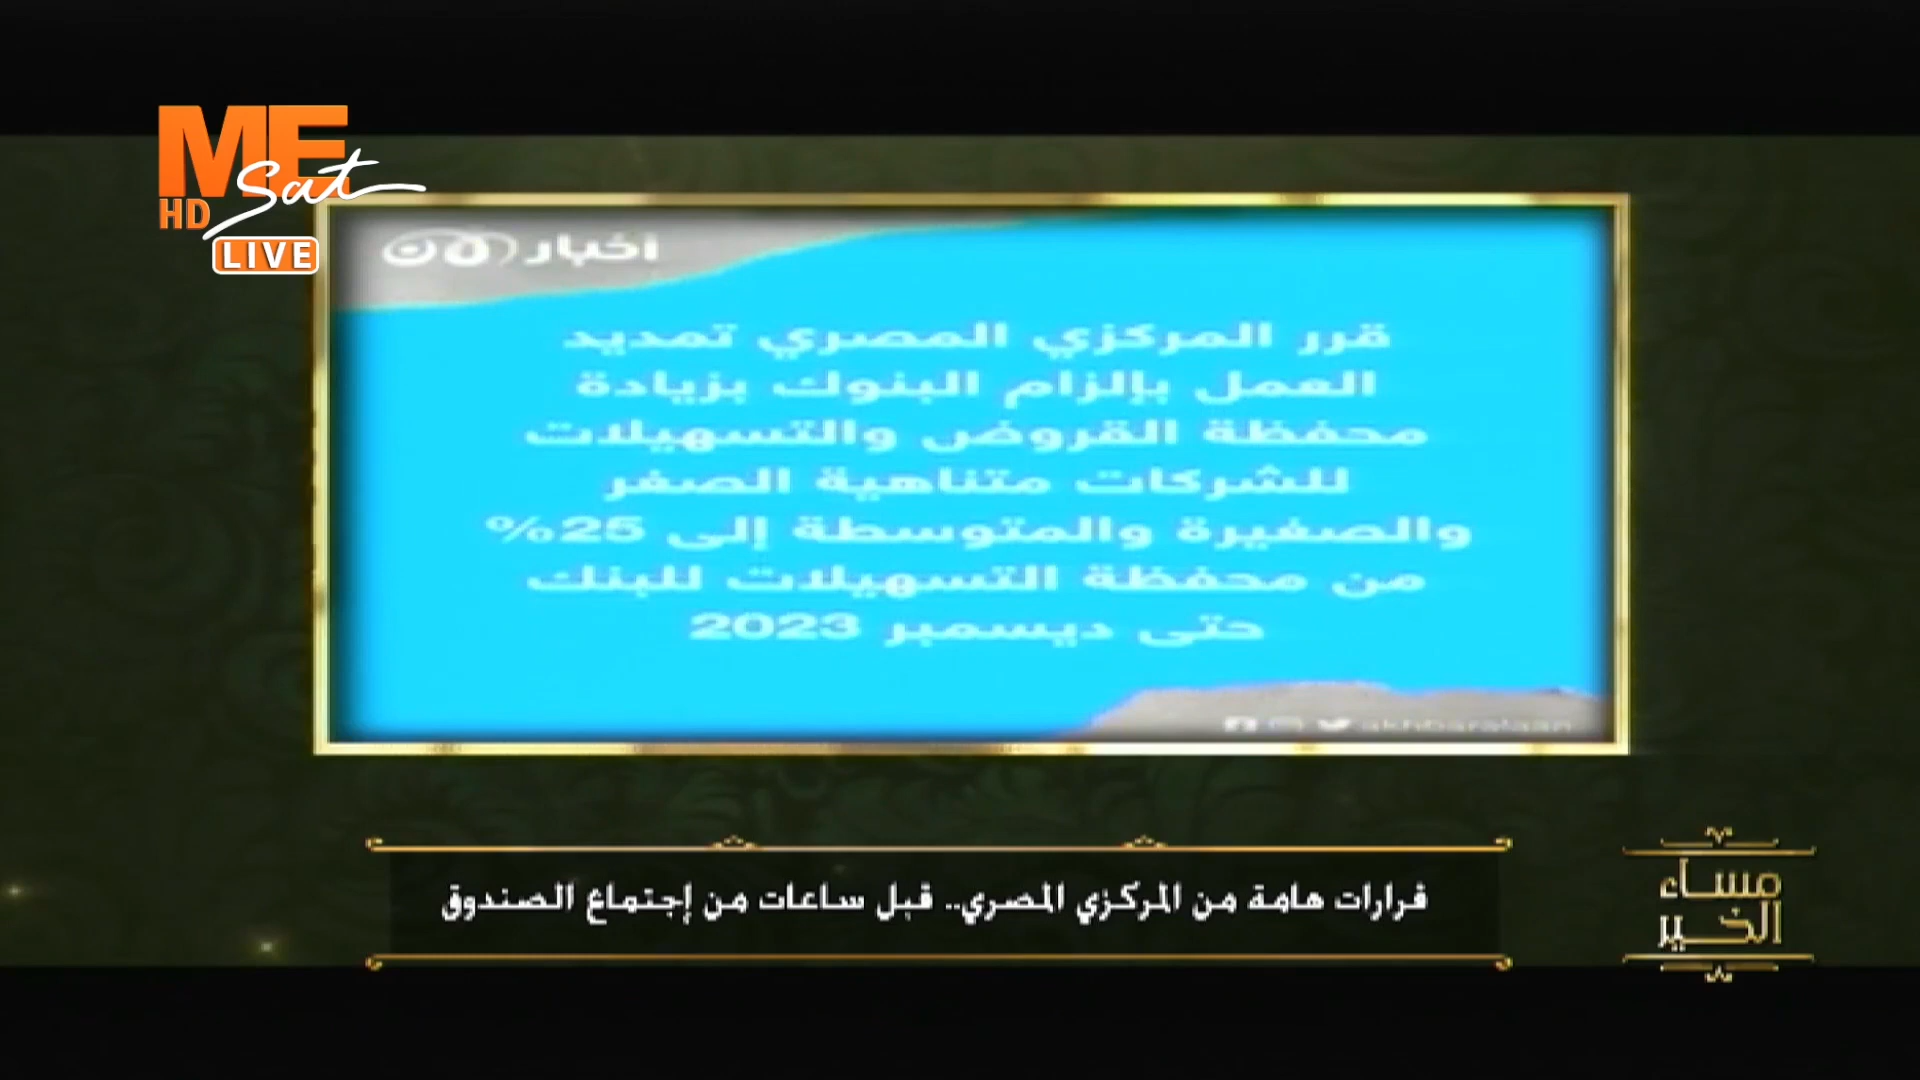 ME
Sat
HD
LIVE
أخبار الآن
قرر المركزي المصري تمديد
العمل بإلزام البنوك بزيادة
محفظة القروض والتسهيلات
للشركات متناهية الصغر
والصغيرة والمتوسطة إلى 25%
من محفظة التسهيلات للبنك
حتى ديسمبر 2023
akhbaralaan
قرارات هامة من المركزي المصري.. قبل ساعات من إجتماع الصندوق
مساء
الخير